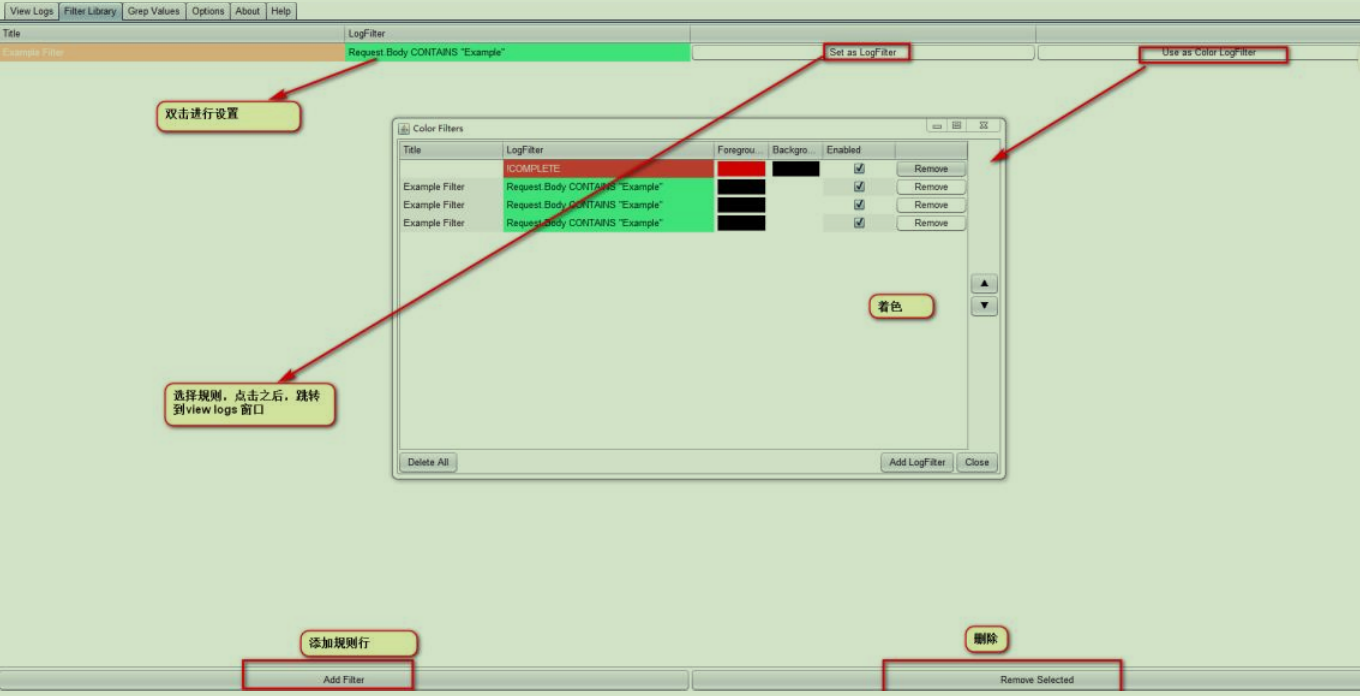 View Logs Filter Library Grep Values Options About Help
Title LogFilter
Example Filter Request.Body CONTAINS "Example" Set as LogFilter Use as Color LogFilter
双击进行设置
Color Filters
Title LogFilter Foregrou... Backgro... Enabled
!COMPLETE Remove
Example Filter Request.Body CONTAINS "Example" Remove
Example Filter Request.Body CONTAINS "Example" Remove
Example Filter Request.Body CONTAINS "Example" Remove
着色
选择规则，点击之后，跳转
到view logs 窗口
Delete All Add LogFilter Close
添加规则行
删除
Add Filter Remove Selected